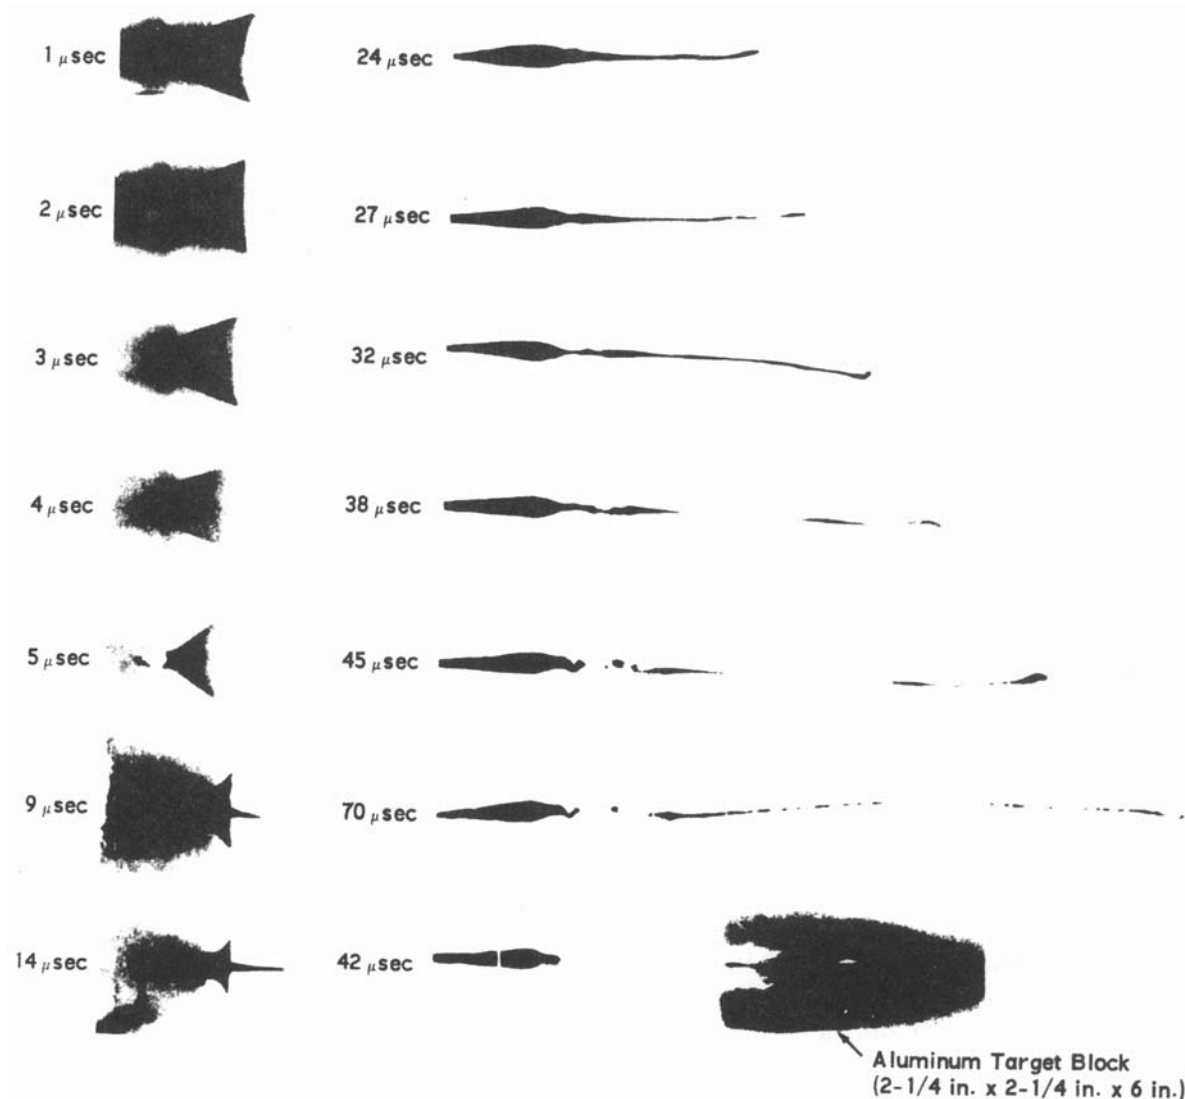 1 μsec
24 μsec
2 μsec
27 μsec
3 μsec
32 μsec
4 μsec
38 μsec
5 μsec
45 μsec
9 μsec
70 μsec
14 μsec
42 μsec
Aluminum Target Block
(2-1/4 in. x 2-1/4 in. x 6 in.)